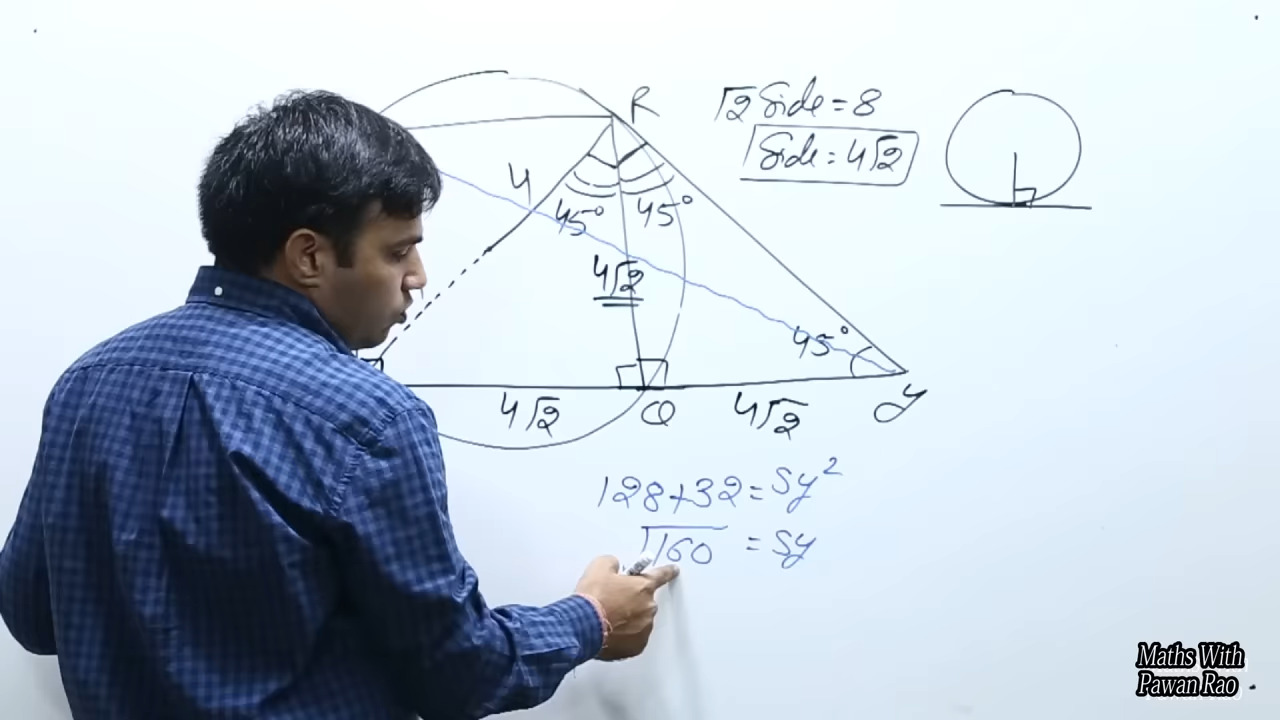 R
√2 Side = 8
Side = 4√2
4
45° 45°
4√2
45°
4√2
Q
4√2
y
128+32 = Sy²
√160 = Sy
Maths With
Pawan Rao